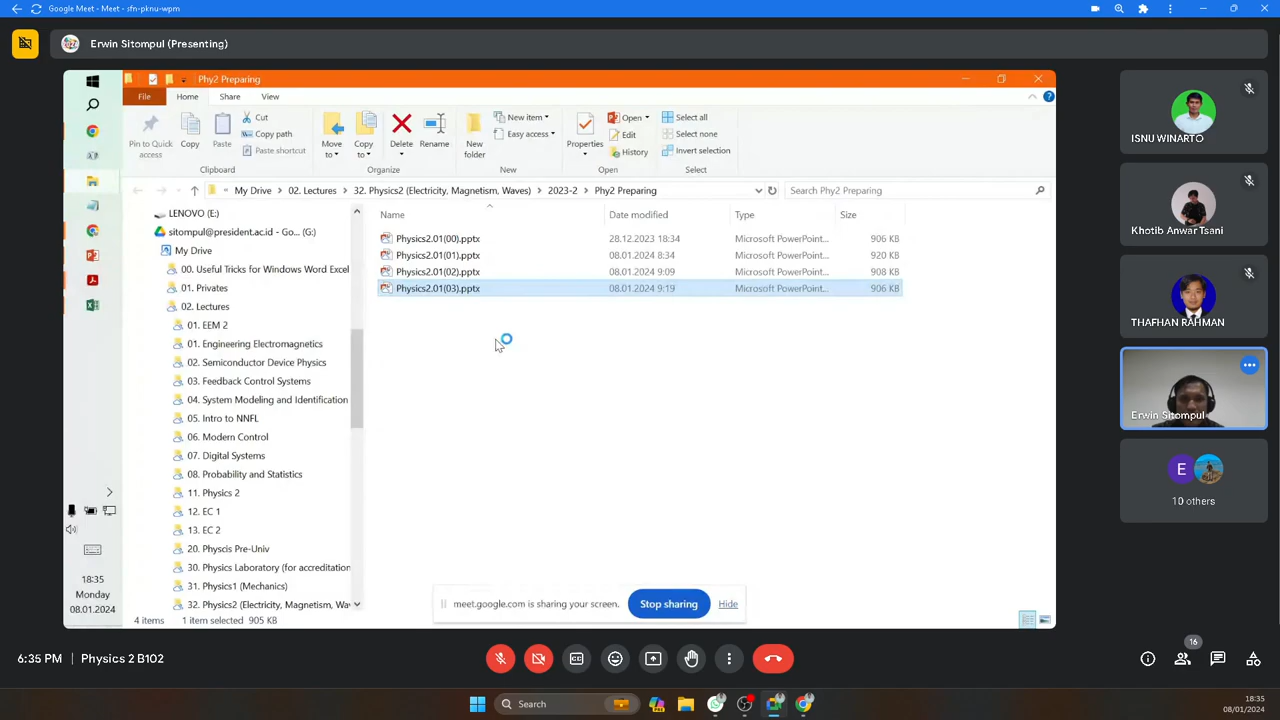 Google Meet - Meet - sfn-pknu-wpm
Erwin Sitompul (Presenting)
Phy2 Preparing
File Home Share View
Pin to Quick access
Copy
Paste
Cut
Copy path
Paste shortcut
Clipboard
Move to
Copy to
Delete
Rename
Organize
New folder
New item
Easy access
New
Properties
Open
Edit
History
Open
Select all
Select none
Invert selection
Select
« My Drive > 02. Lectures > 32. Physics2 (Electricity, Magnetism, Waves) > 2023-2 > Phy2 Preparing
Search Phy2 Preparing
LENOVO (E:)
sitompul@president.ac.id - Go... (G:)
My Drive
00. Useful Tricks for Windows Word Excel
01. Privates
02. Lectures
01. EEM 2
01. Engineering Electromagnetics
02. Semiconductor Device Physics
03. Feedback Control Systems
04. System Modeling and Identification
05. Intro to NNFL
06. Modern Control
07. Digital Systems
08. Probability and Statistics
11. Physics 2
12. EC 1
13. EC 2
20. Physcis Pre-Univ
30. Physics Laboratory (for accreditation
31. Physics1 (Mechanics)
32. Physics2 (Electricity, Magnetism, Wav
Name Date modified Type Size
Physics2.01(00).pptx 28.12.2023 18:34 Microsoft PowerPoint... 906 KB
Physics2.01(01).pptx 08.01.2024 8:34 Microsoft PowerPoint... 920 KB
Physics2.01(02).pptx 08.01.2024 9:09 Microsoft PowerPoint... 908 KB
Physics2.01(03).pptx 08.01.2024 9:19 Microsoft PowerPoint... 906 KB
18:35
Monday
08.01.2024
4 items 1 item selected 905 KB
meet.google.com is sharing your screen.
Stop sharing
Hide
ISNU WINARTO
Khotib Anwar Tsani
THAFHAN RAHMAN
Erwin Sitompul
E
10 others
6:35 PM | Physics 2 B102
16
Search
18:35
08/01/2024